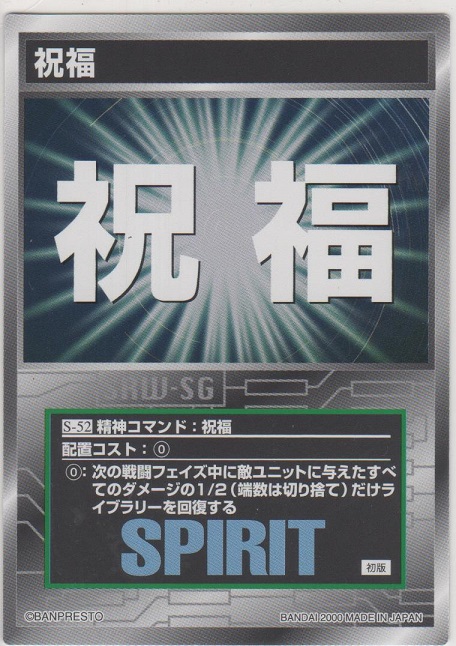 祝福
祝福
SRW-SG
S-52 精神コマンド：祝福
配置コスト：⓪
⓪：次の戦闘フェイズ中に敵ユニットに与えたすべ
てのダメージの1/2（端数は切り捨て）だけラ
イブラリーを回復する
SPIRIT
初版
©BANPRESTO
BANDAI 2000 MADE IN JAPAN